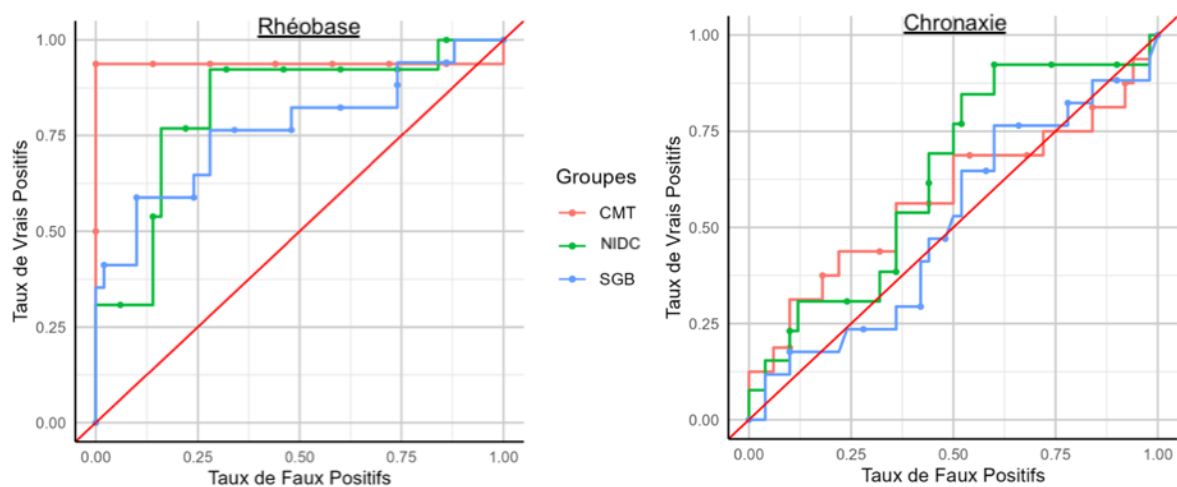 Rhéobase
1.00
0.75
0.50
0.25
0.00
Taux de Vrais Positifs
0.00
0.25
0.50
0.75
1.00
Taux de Faux Positifs
Groupes
CMT
NIDC
SGB
Chronaxie
1.00
0.75
0.50
0.25
0.00
Taux de Vrais Positifs
0.00
0.25
0.50
0.75
1.00
Taux de Faux Positifs